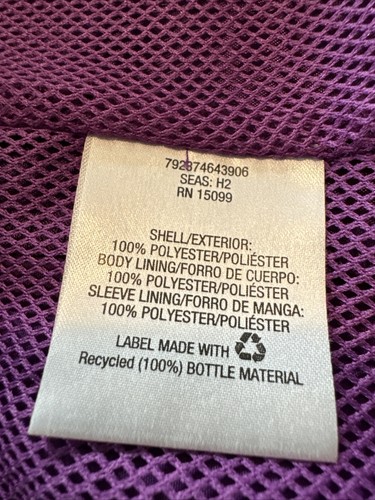 792374643906
SEAS: H2
RN 15099
SHELL/EXTERIOR:
100% POLYESTER/POLIÉSTER
BODY LINING/FORRO DE CUERPO:
100% POLYESTER/POLIÉSTER
SLEEVE LINING/FORRO DE MANGA:
100% POLYESTER/POLIÉSTER
LABEL MADE WITH
Recycled (100%) BOTTLE MATERIAL